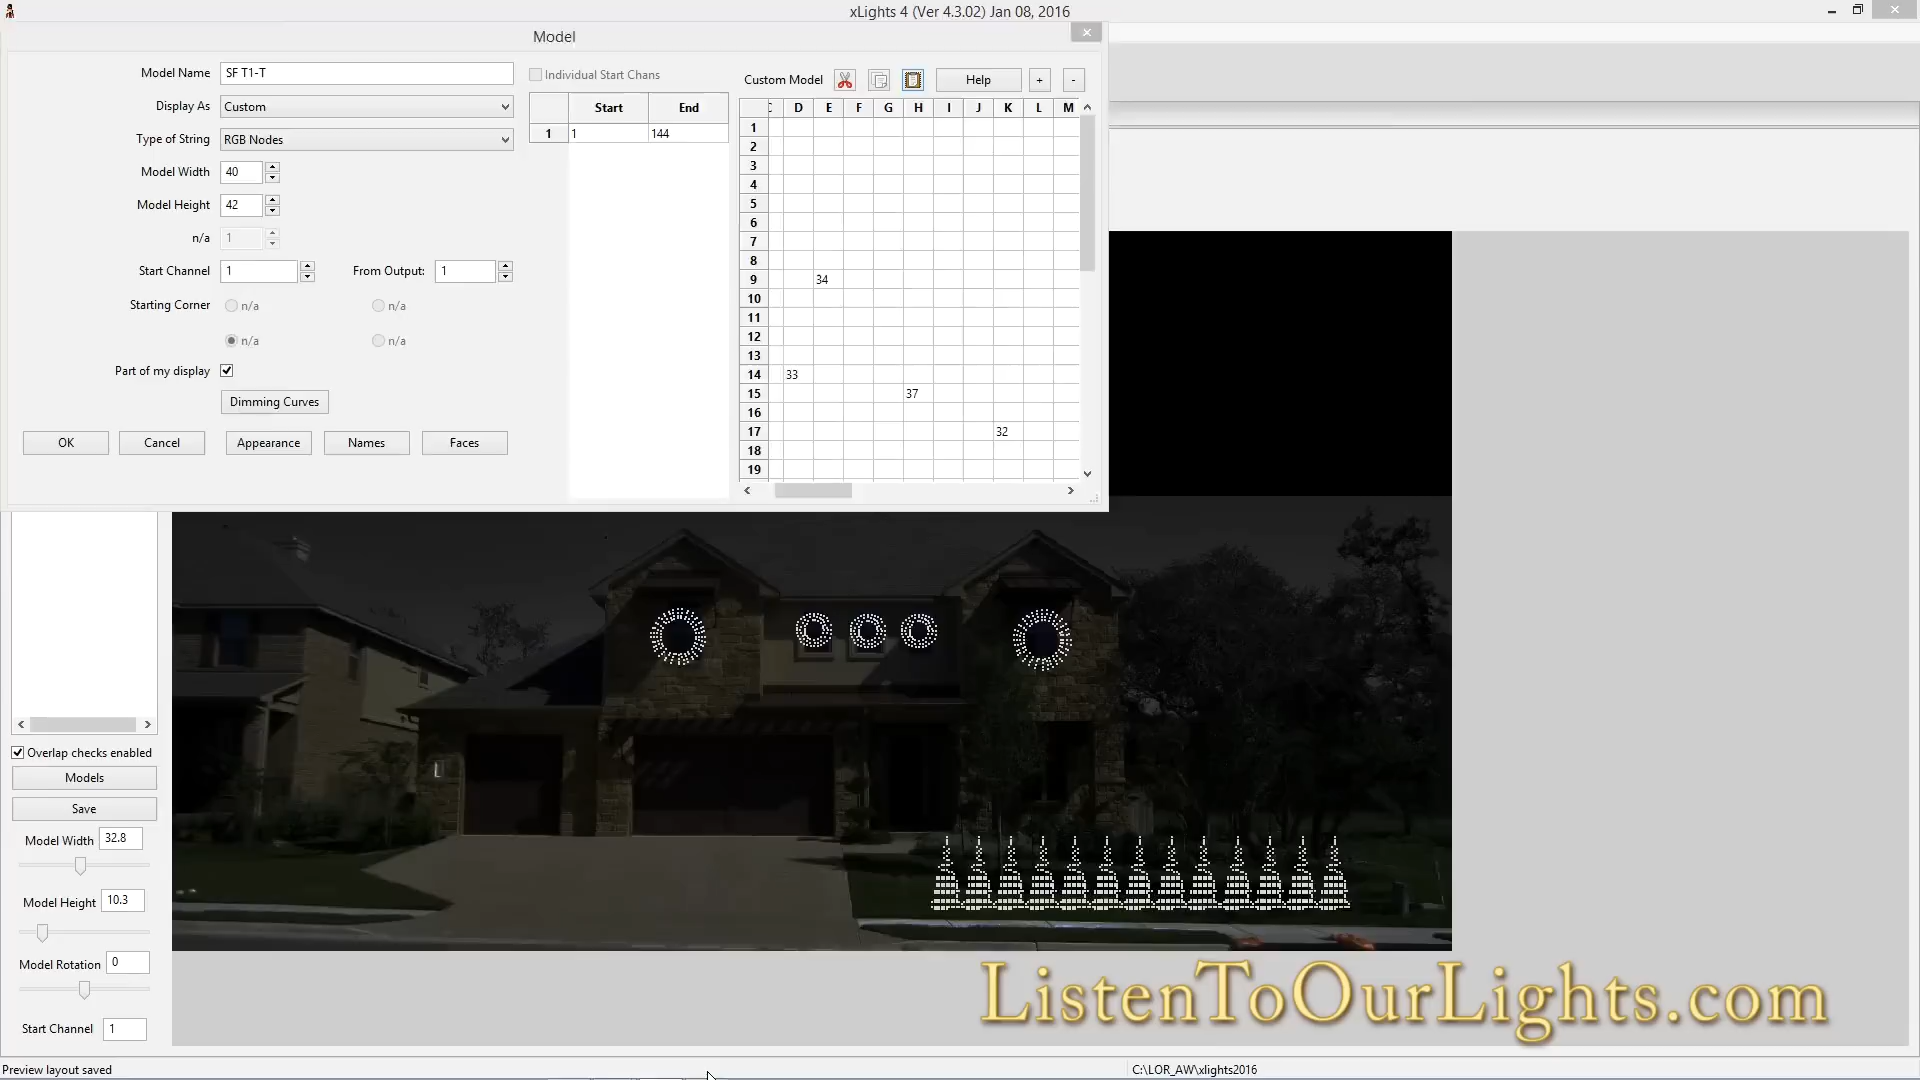 xLights 4 (Ver 4.3.02) Jan 08, 2016
Model
Model Name SF T1-T
Display As Custom
Type of String RGB Nodes
Model Width 40
Model Height 42
n/a 1
Start Channel 1 From Output: 1
Starting Corner n/a n/a
n/a n/a
Part of my display
Dimming Curves
OK Cancel Appearance Names Faces
Individual Start Chans
Start End
1 1 144
Custom Model Help + -
C D E F G H I J K L M
1
2
3
4
5
6
7
8
9 34
10
11
12
13
14 33
15 37
16
17 32
18
19
Overlap checks enabled
Models
Save
Model Width 32.8
Model Height 10.3
Model Rotation 0
Start Channel 1
ListenToOurLights.com
Preview layout saved C:\LOR_AW\xlights2016